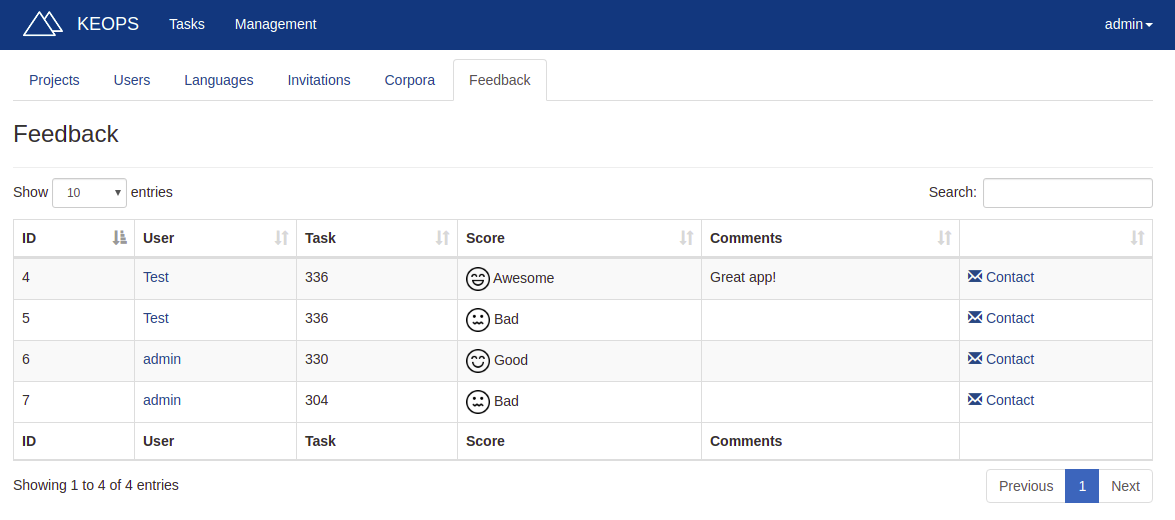 KEOPS Tasks Management admin
Projects Users Languages Invitations Corpora Feedback
Feedback
Show 10 entries Search:
ID User Task Score Comments
4 Test 336 Awesome Great app! Contact
5 Test 336 Bad Contact
6 admin 330 Good Contact
7 admin 304 Bad Contact
ID User Task Score Comments
Showing 1 to 4 of 4 entries Previous 1 Next